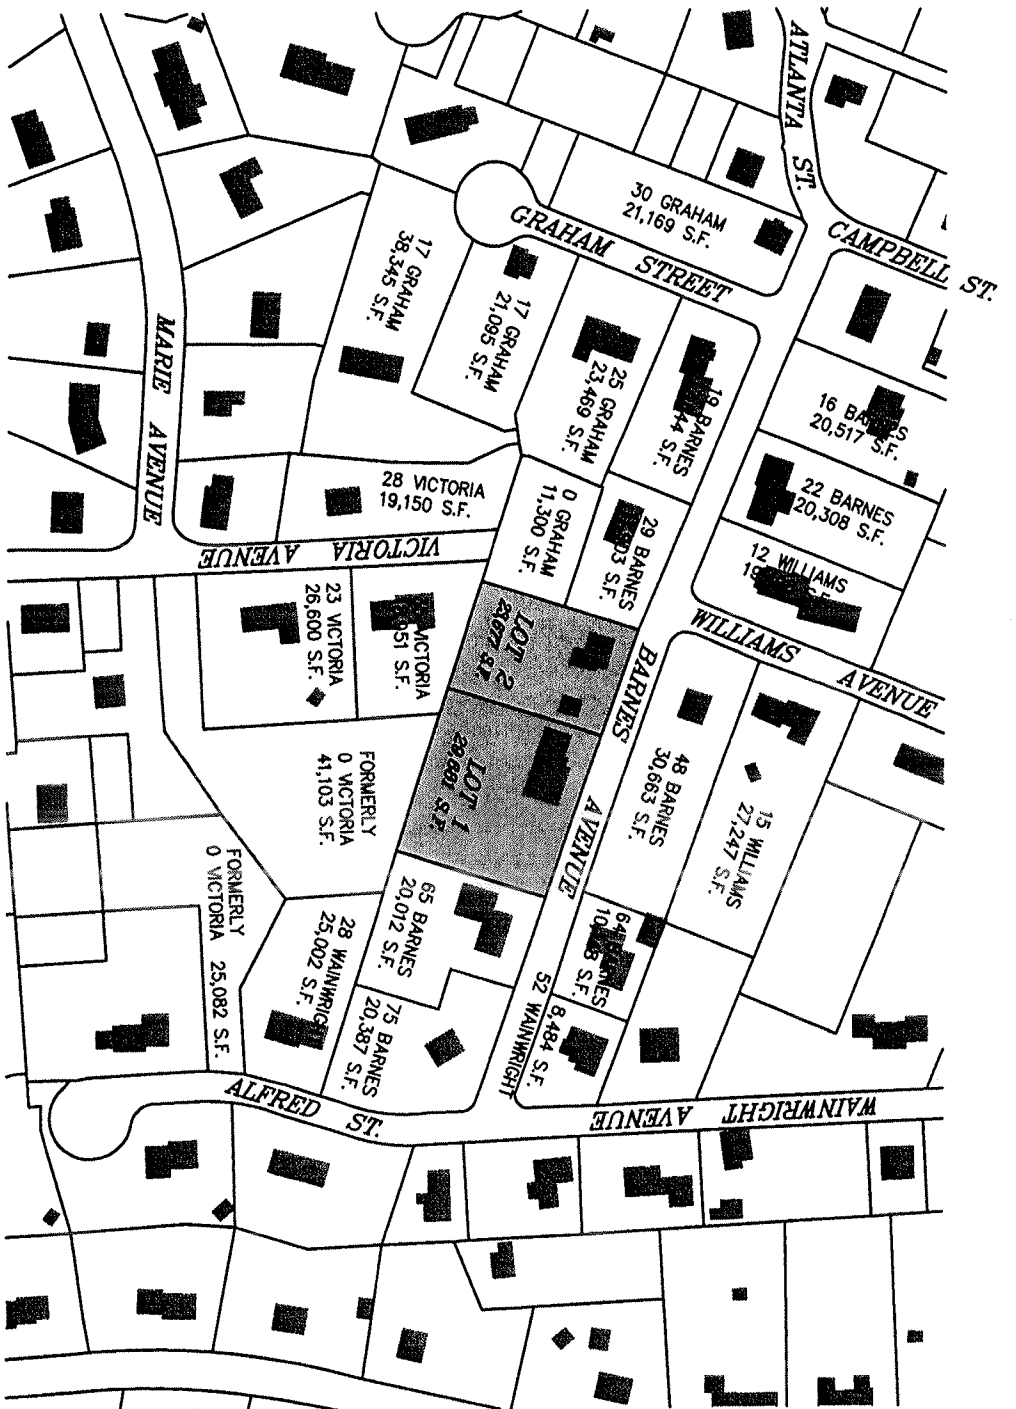 ATLANTA ST.
CAMPBELL ST.
30 GRAHAM
21,169 S.F.
GRAHAM STREET
17 GRAHAM
38,345 S.F.
17 GRAHAM
21,095 S.F.
25 GRAHAM
23,469 S.F.
19 BARNES
44 S.F.
16 BARNES
20,517 S.F.
22 BARNES
20,308 S.F.
12 WILLIAMS
S.F.
MARIE AVENUE
28 VICTORIA
19,150 S.F.
0 GRAHAM
11,300 S.F.
29 BARNES
03 S.F.
VICTORIA AVENUE
WILLIAMS AVENUE
BARNES AVENUE
23 VICTORIA
26,600 S.F.
VICTORIA
951 S.F.
LOT 2
S.F.
LOT 1
S.F.
48 BARNES
30,663 S.F.
15 WILLIAMS
27,247 S.F.
FORMERLY
0 VICTORIA
41,103 S.F.
FORMERLY
0 VICTORIA 25,082 S.F.
65 BARNES
20,012 S.F.
64 BARNES
S.F.
28 WAINWRIGHT
25,002 S.F.
75 BARNES
20,387 S.F.
52 WAINWRIGHT
8,484 S.F.
ALFRED ST.
WAINWRIGHT AVENUE